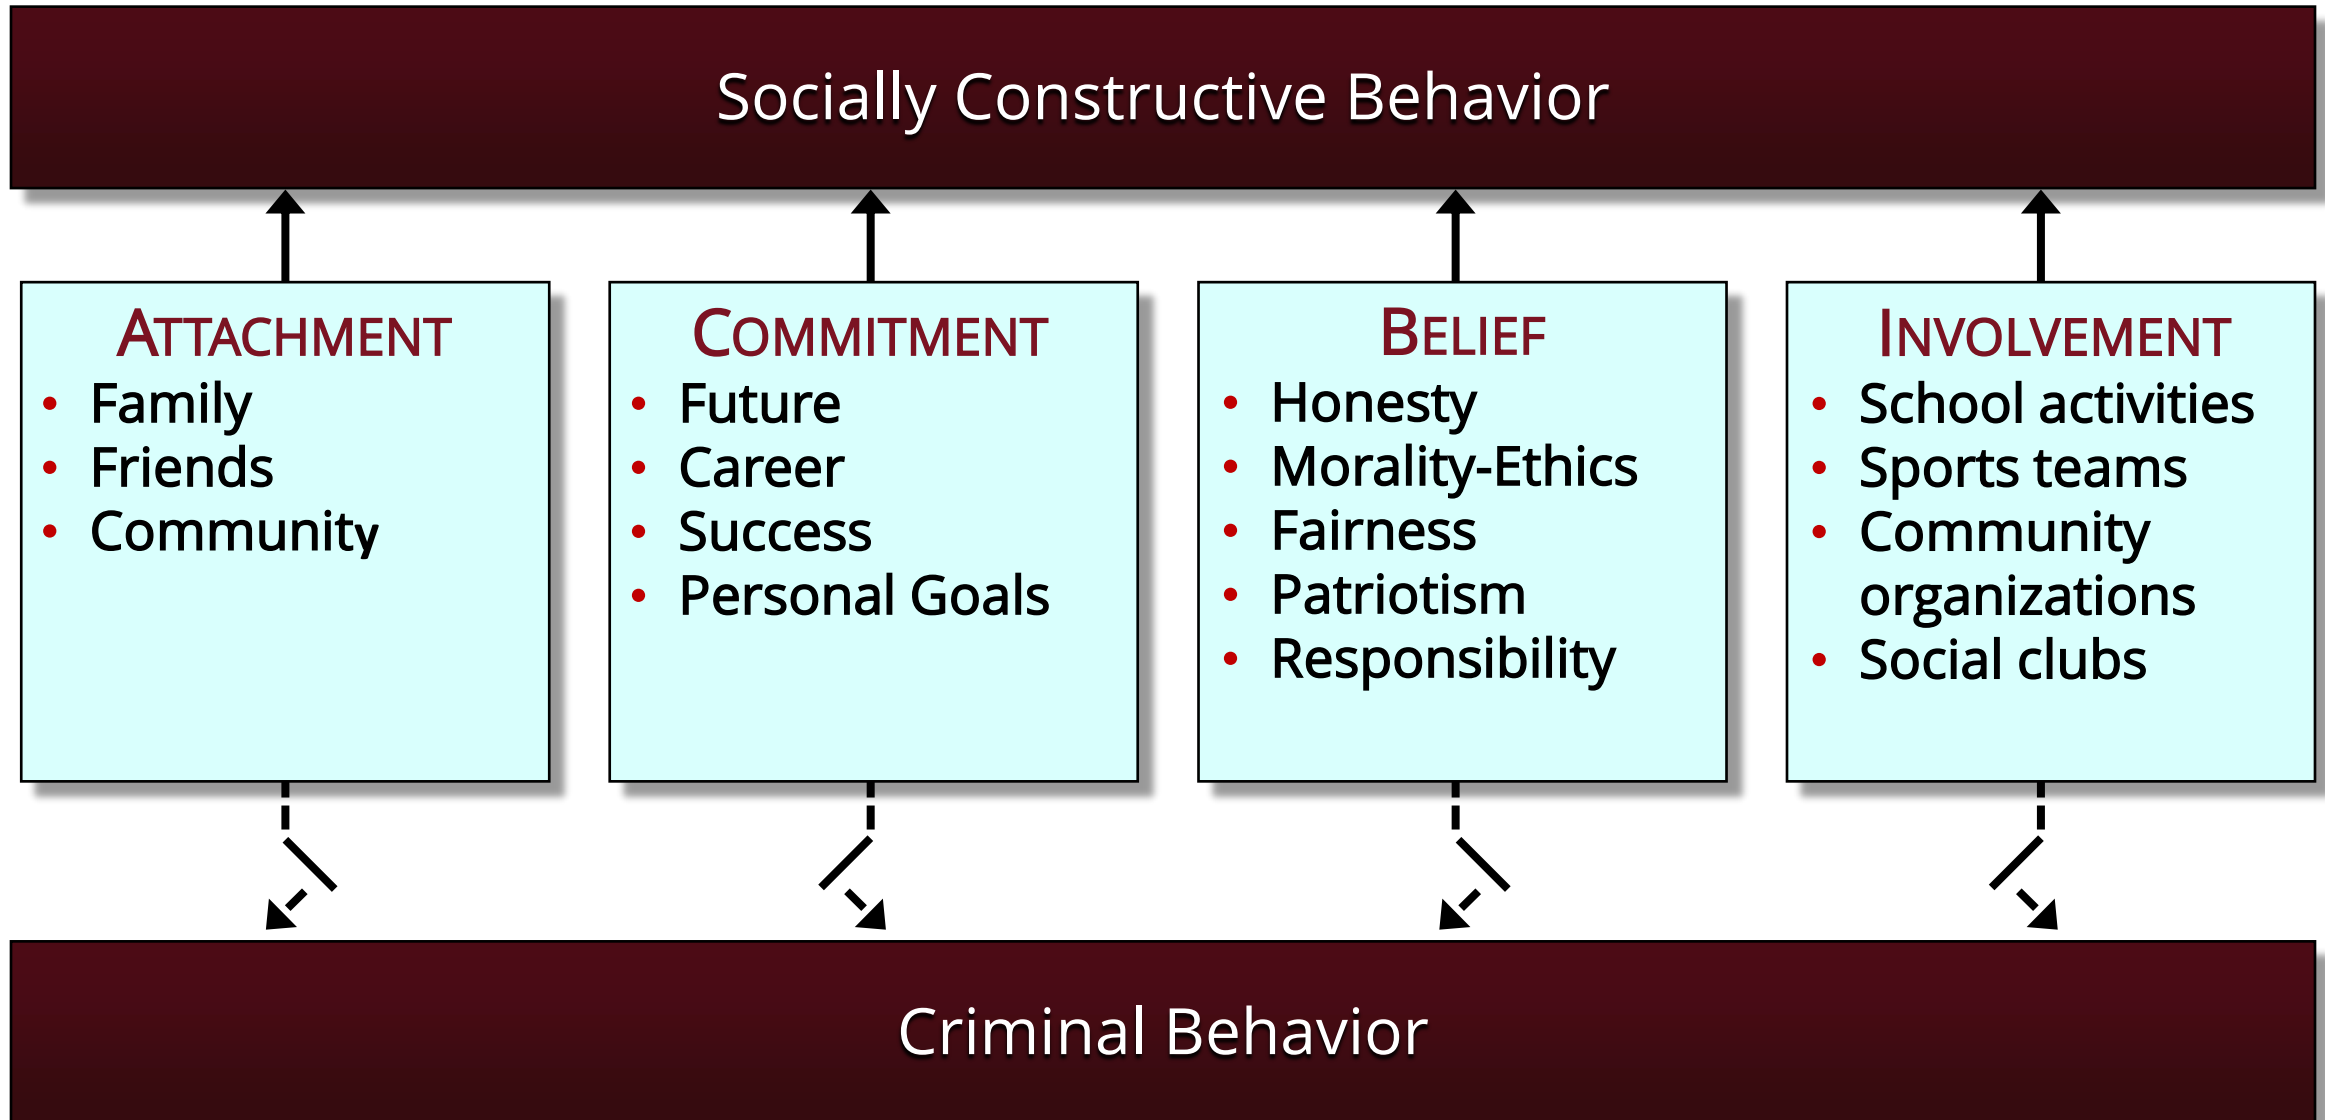 Socially Constructive Behavior
ATTACHMENT
• Family
• Friends
• Community
COMMITMENT
• Future
• Career
• Success
• Personal Goals
BELIEF
• Honesty
• Morality-Ethics
• Fairness
• Patriotism
• Responsibility
INVOLVEMENT
• School activities
• Sports teams
• Community
organizations
• Social clubs
Criminal Behavior